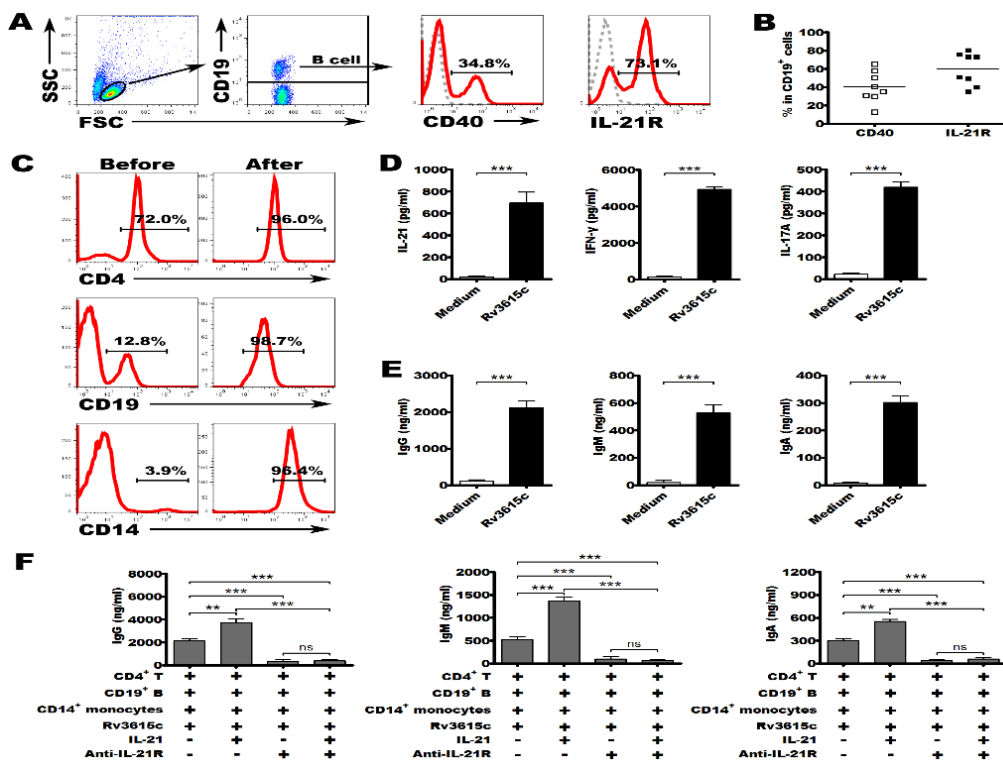 A
SSC
FSC
CD19
B cell
34.8%
CD40
73.1%
IL-21R
B
% in CD19⁺ cells
100
80
60
40
20
0
CD40
IL-21R
C
Before
After
72.0%
96.0%
CD4
12.8%
98.7%
CD19
3.9%
96.4%
CD14
D
IL-21 (pg/ml)
1000
800
600
400
200
0
***
Medium
Rv3615c
IFN-γ (pg/ml)
6000
4000
2000
0
***
Medium
Rv3615c
IL-17A (pg/ml)
500
400
300
200
100
0
***
Medium
Rv3615c
E
IgG (ng/ml)
3000
2000
1000
0
***
Medium
Rv3615c
IgM (ng/ml)
800
600
400
200
0
***
Medium
Rv3615c
IgA (ng/ml)
400
300
200
100
0
***
Medium
Rv3615c
F
IgG (ng/ml)
8000
6000
4000
2000
0
***
***
** ***
ns
CD4⁺ T + + + +
CD19⁺ B + + + +
CD14⁺ monocytes + + + +
Rv3615c + + + +
IL-21 - + - +
Anti-IL-21R - - + +
IgM (ng/ml)
2000
1500
1000
500
0
***
***
*** ***
ns
CD4⁺ T + + + +
CD19⁺ B + + + +
CD14⁺ monocytes + + + +
Rv3615c + + + +
IL-21 - + - +
Anti-IL-21R - - + +
IgA (ng/ml)
1200
900
600
300
0
***
***
** ***
ns
CD4⁺ T + + + +
CD19⁺ B + + + +
CD14⁺ monocytes + + + +
Rv3615c + + + +
IL-21 - + - +
Anti-IL-21R - - + +